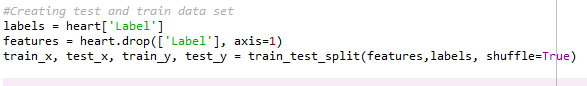 #Creating test and train data set
labels = heart['Label']
features = heart.drop(['Label'], axis=1)
train_x, test_x, train_y, test_y = train_test_split(features,labels, shuffle=True)